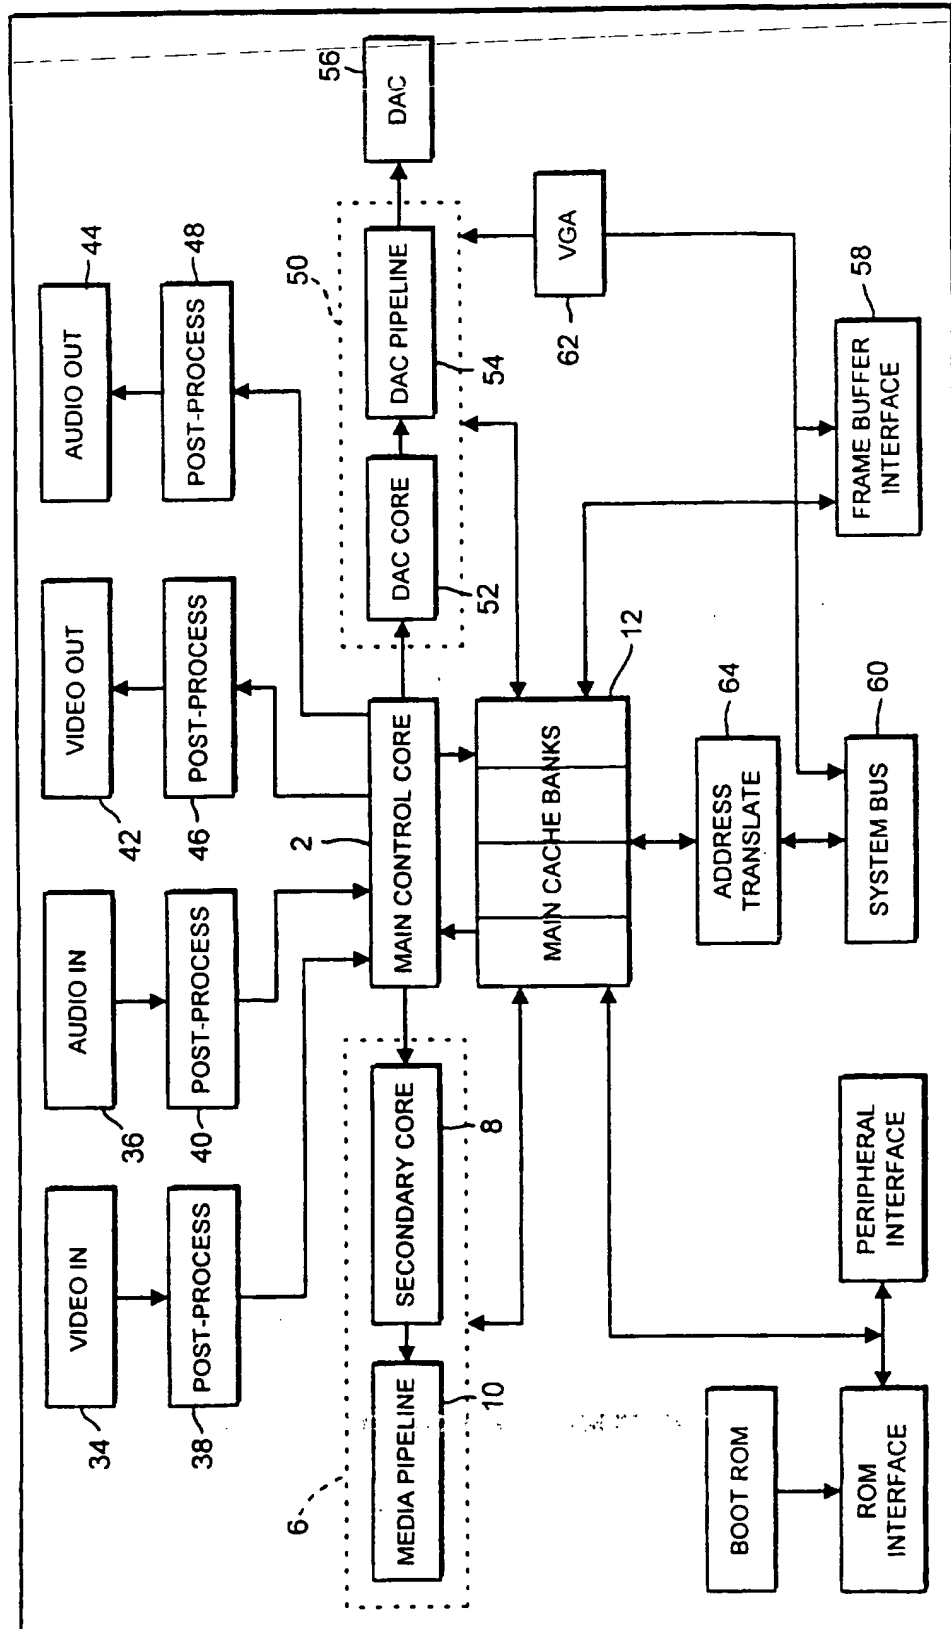 34
VIDEO IN
36
AUDIO IN
42
VIDEO OUT
AUDIO OUT
44
38
POST-PROCESS
40
POST-PROCESS
46
POST-PROCESS
POST-PROCESS
48
6
MEDIA PIPELINE
10
SECONDARY CORE
8
2
MAIN CONTROL CORE
DAC CORE
52
50
DAC PIPELINE
54
DAC
56
MAIN CACHE BANKS
12
VGA
62
BOOT ROM
ADDRESS
TRANSLATE
64
ROM
INTERFACE
PERIPHERAL
INTERFACE
SYSTEM BUS
60
FRAME BUFFER
INTERFACE
58